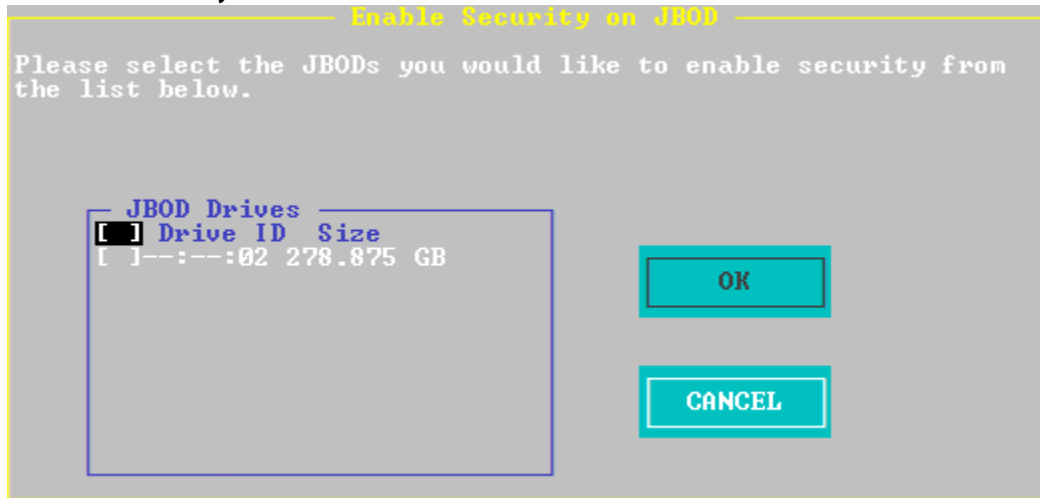 Enable Security on JBOD
Please select the JBODs you would like to enable security from
the list below.
JBOD Drives
[ ] Drive ID  Size
[ ]--:--:02 278.875 GB
OK
CANCEL